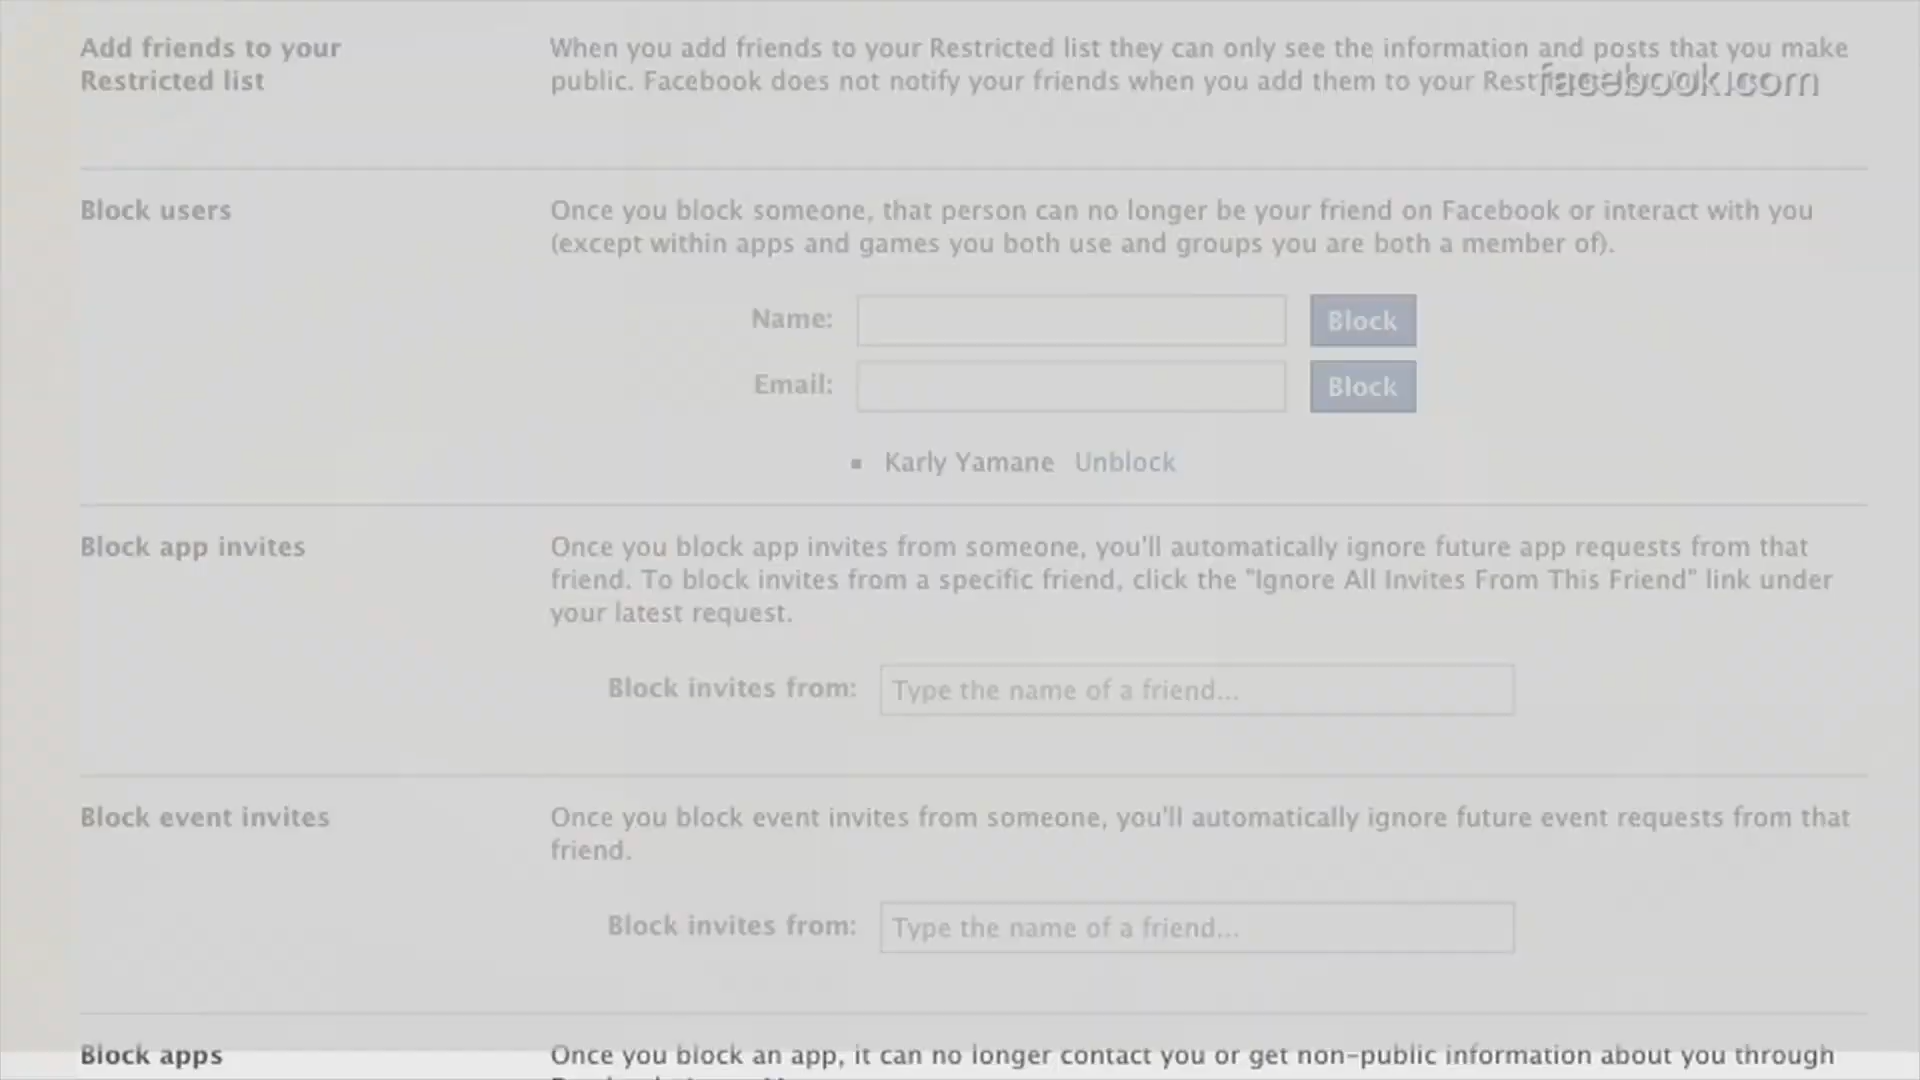 Add friends to your
Restricted list
When you add friends to your Restricted list they can only see the information and posts that you make
public. Facebook does not notify your friends when you add them to your
facebook.com
Block users
Once you block someone, that person can no longer be your friend on Facebook or interact with you
(except within apps and games you both use and groups you are both a member of).
Name: Block
Email: Block
▪ Karly Yamane Unblock
Block app invites
Once you block app invites from someone, you'll automatically ignore future app requests from that
friend. To block invites from a specific friend, click the "Ignore All Invites From This Friend" link under
your latest request.
Block invites from: Type the name of a friend...
Block event invites
Once you block event invites from someone, you'll automatically ignore future event requests from that
friend.
Block invites from: Type the name of a friend...
Block apps
Once you block an app, it can no longer contact you or get non-public information about you through